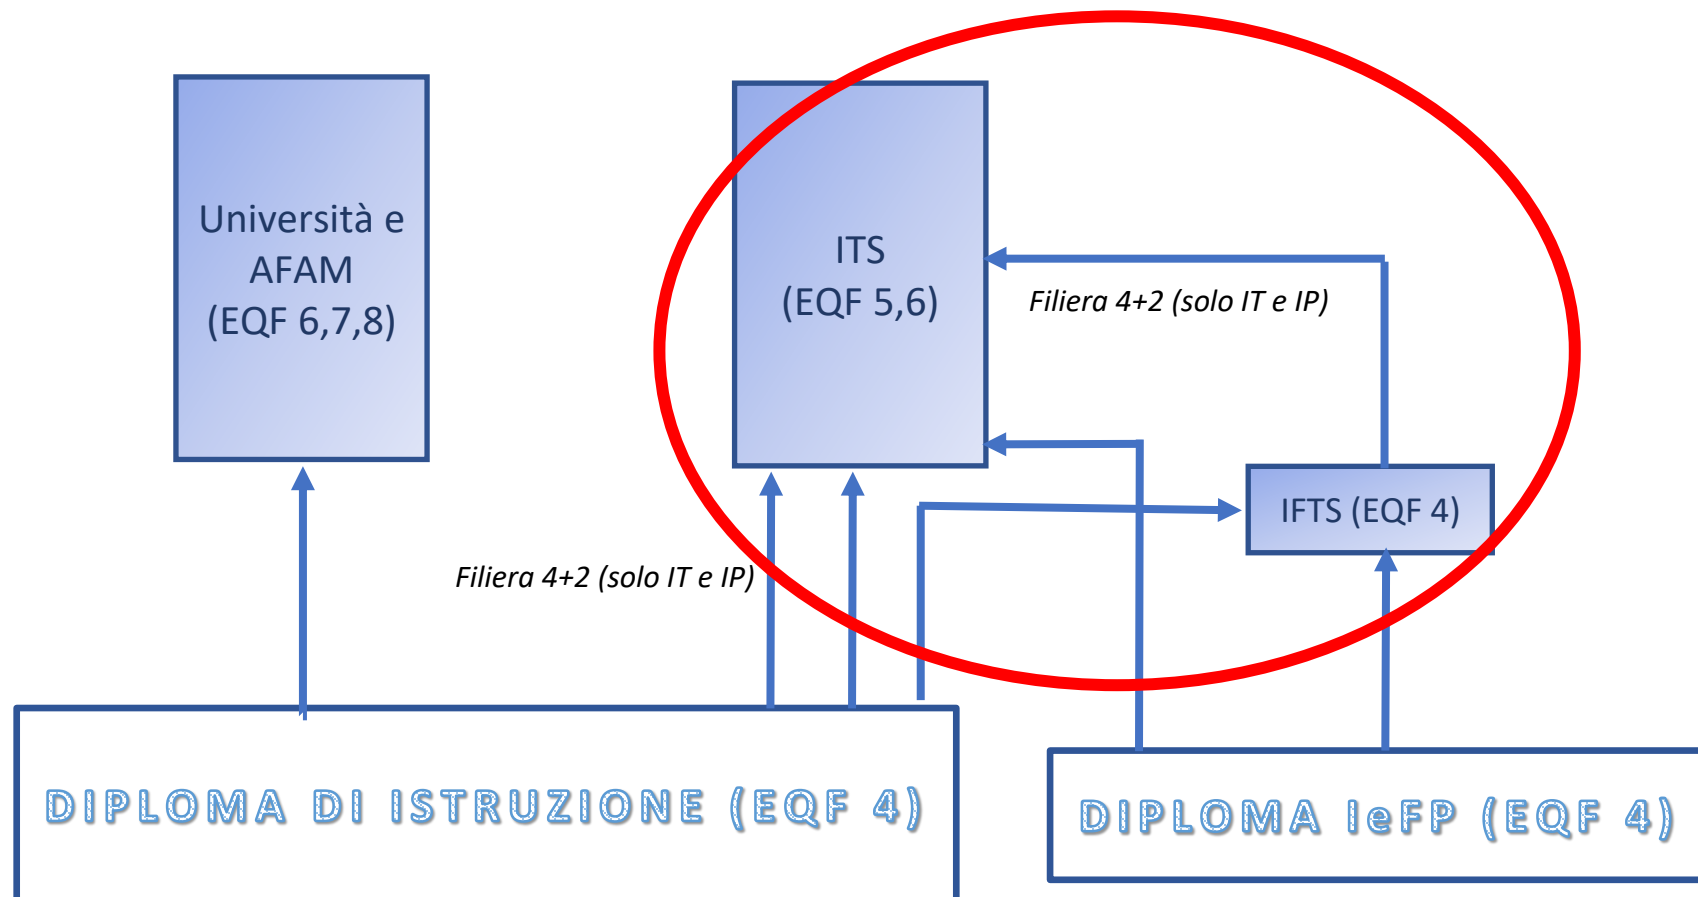 Università e
AFAM
(EQF 6,7,8)
ITS
(EQF 5,6)
Filiera 4+2 (solo IT e IP)
IFTS (EQF 4)
Filiera 4+2 (solo IT e IP)
DIPLOMA DI ISTRUZIONE (EQF 4)
DIPLOMA IeFP (EQF 4)